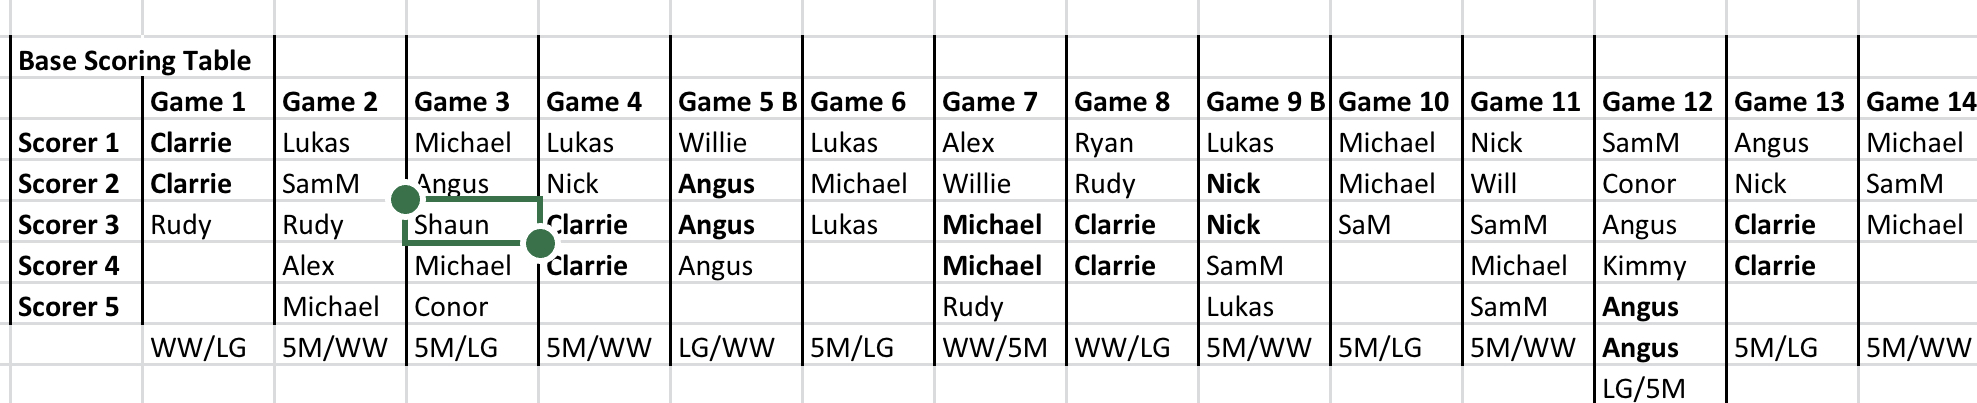 Base Scoring Table
Game 1 Game 2 Game 3 Game 4 Game 5 B Game 6 Game 7 Game 8 Game 9 B Game 10 Game 11 Game 12 Game 13 Game 14
Scorer 1 Clarrie Lukas Michael Lukas Willie Lukas Alex Ryan Lukas Michael Nick SamM Angus Michael
Scorer 2 Clarrie SamM Angus Nick Angus Michael Willie Rudy Nick Michael Will Conor Nick SamM
Scorer 3 Rudy Rudy Shaun Clarrie Angus Lukas Michael Clarrie Nick SaM SamM Angus Clarrie Michael
Scorer 4 Alex Michael Clarrie Angus Michael Clarrie SamM Michael Kimmy Clarrie
Scorer 5 Michael Conor Rudy Lukas SamM Angus
WW/LG 5M/WW 5M/LG 5M/WW LG/WW 5M/LG WW/5M WW/LG 5M/WW 5M/LG 5M/WW Angus 5M/LG 5M/WW
LG/5M